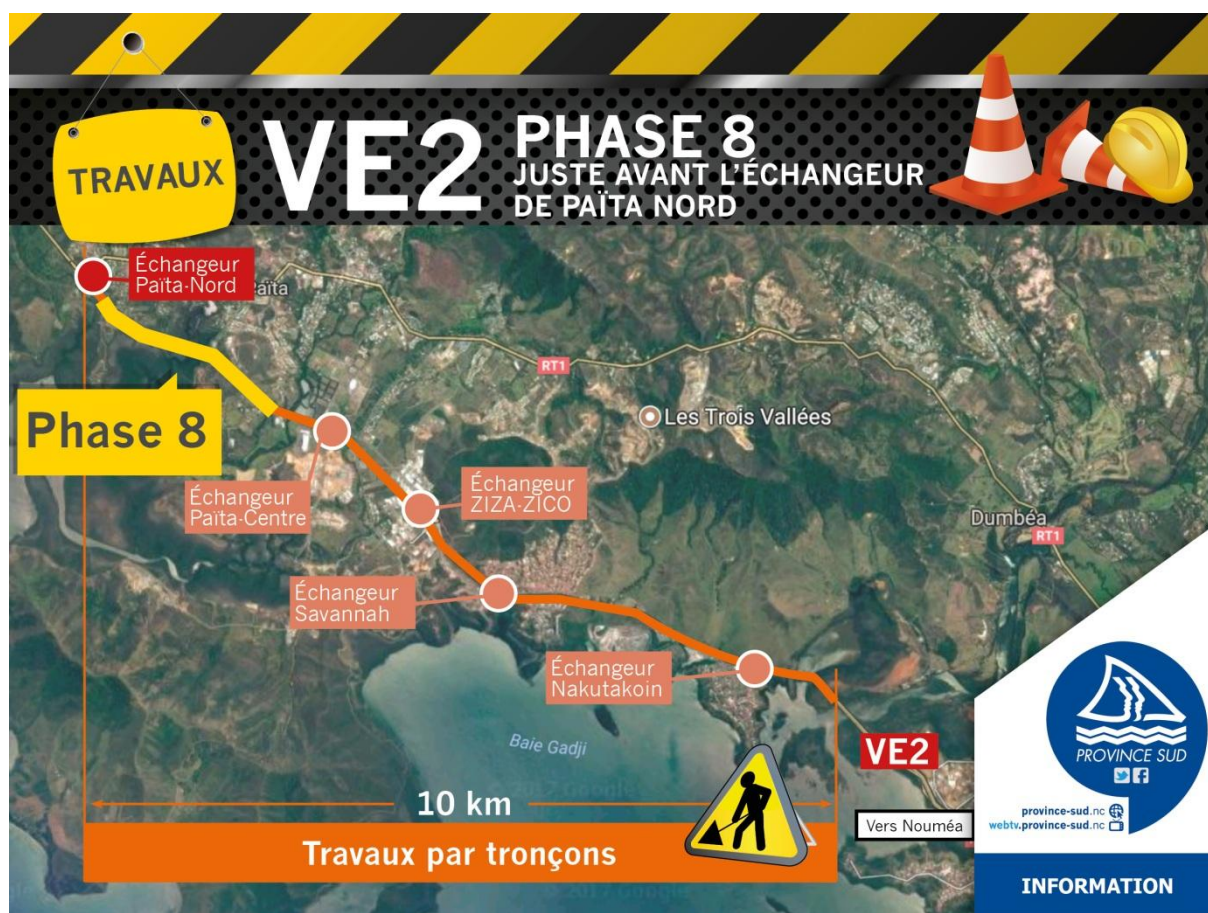 TRAVAUX
VE2
PHASE 8
JUSTE AVANT L'ÉCHANGEUR
DE PAÏTA NORD
Échangeur
Païta-Nord
aïta
RT1
Phase 8
Les Trois Vallées
Échangeur
Païta-Centre
Échangeur
ZIZA-ZICO
Dumbéa
RT1
Échangeur
Savannah
Échangeur
Nakutakoin
Baie Gadji
VE2
PROVINCE SUD
10 km
Vers Nouméa
province-sud.nc
webtv.province-sud.nc
Travaux par tronçons
INFORMATION